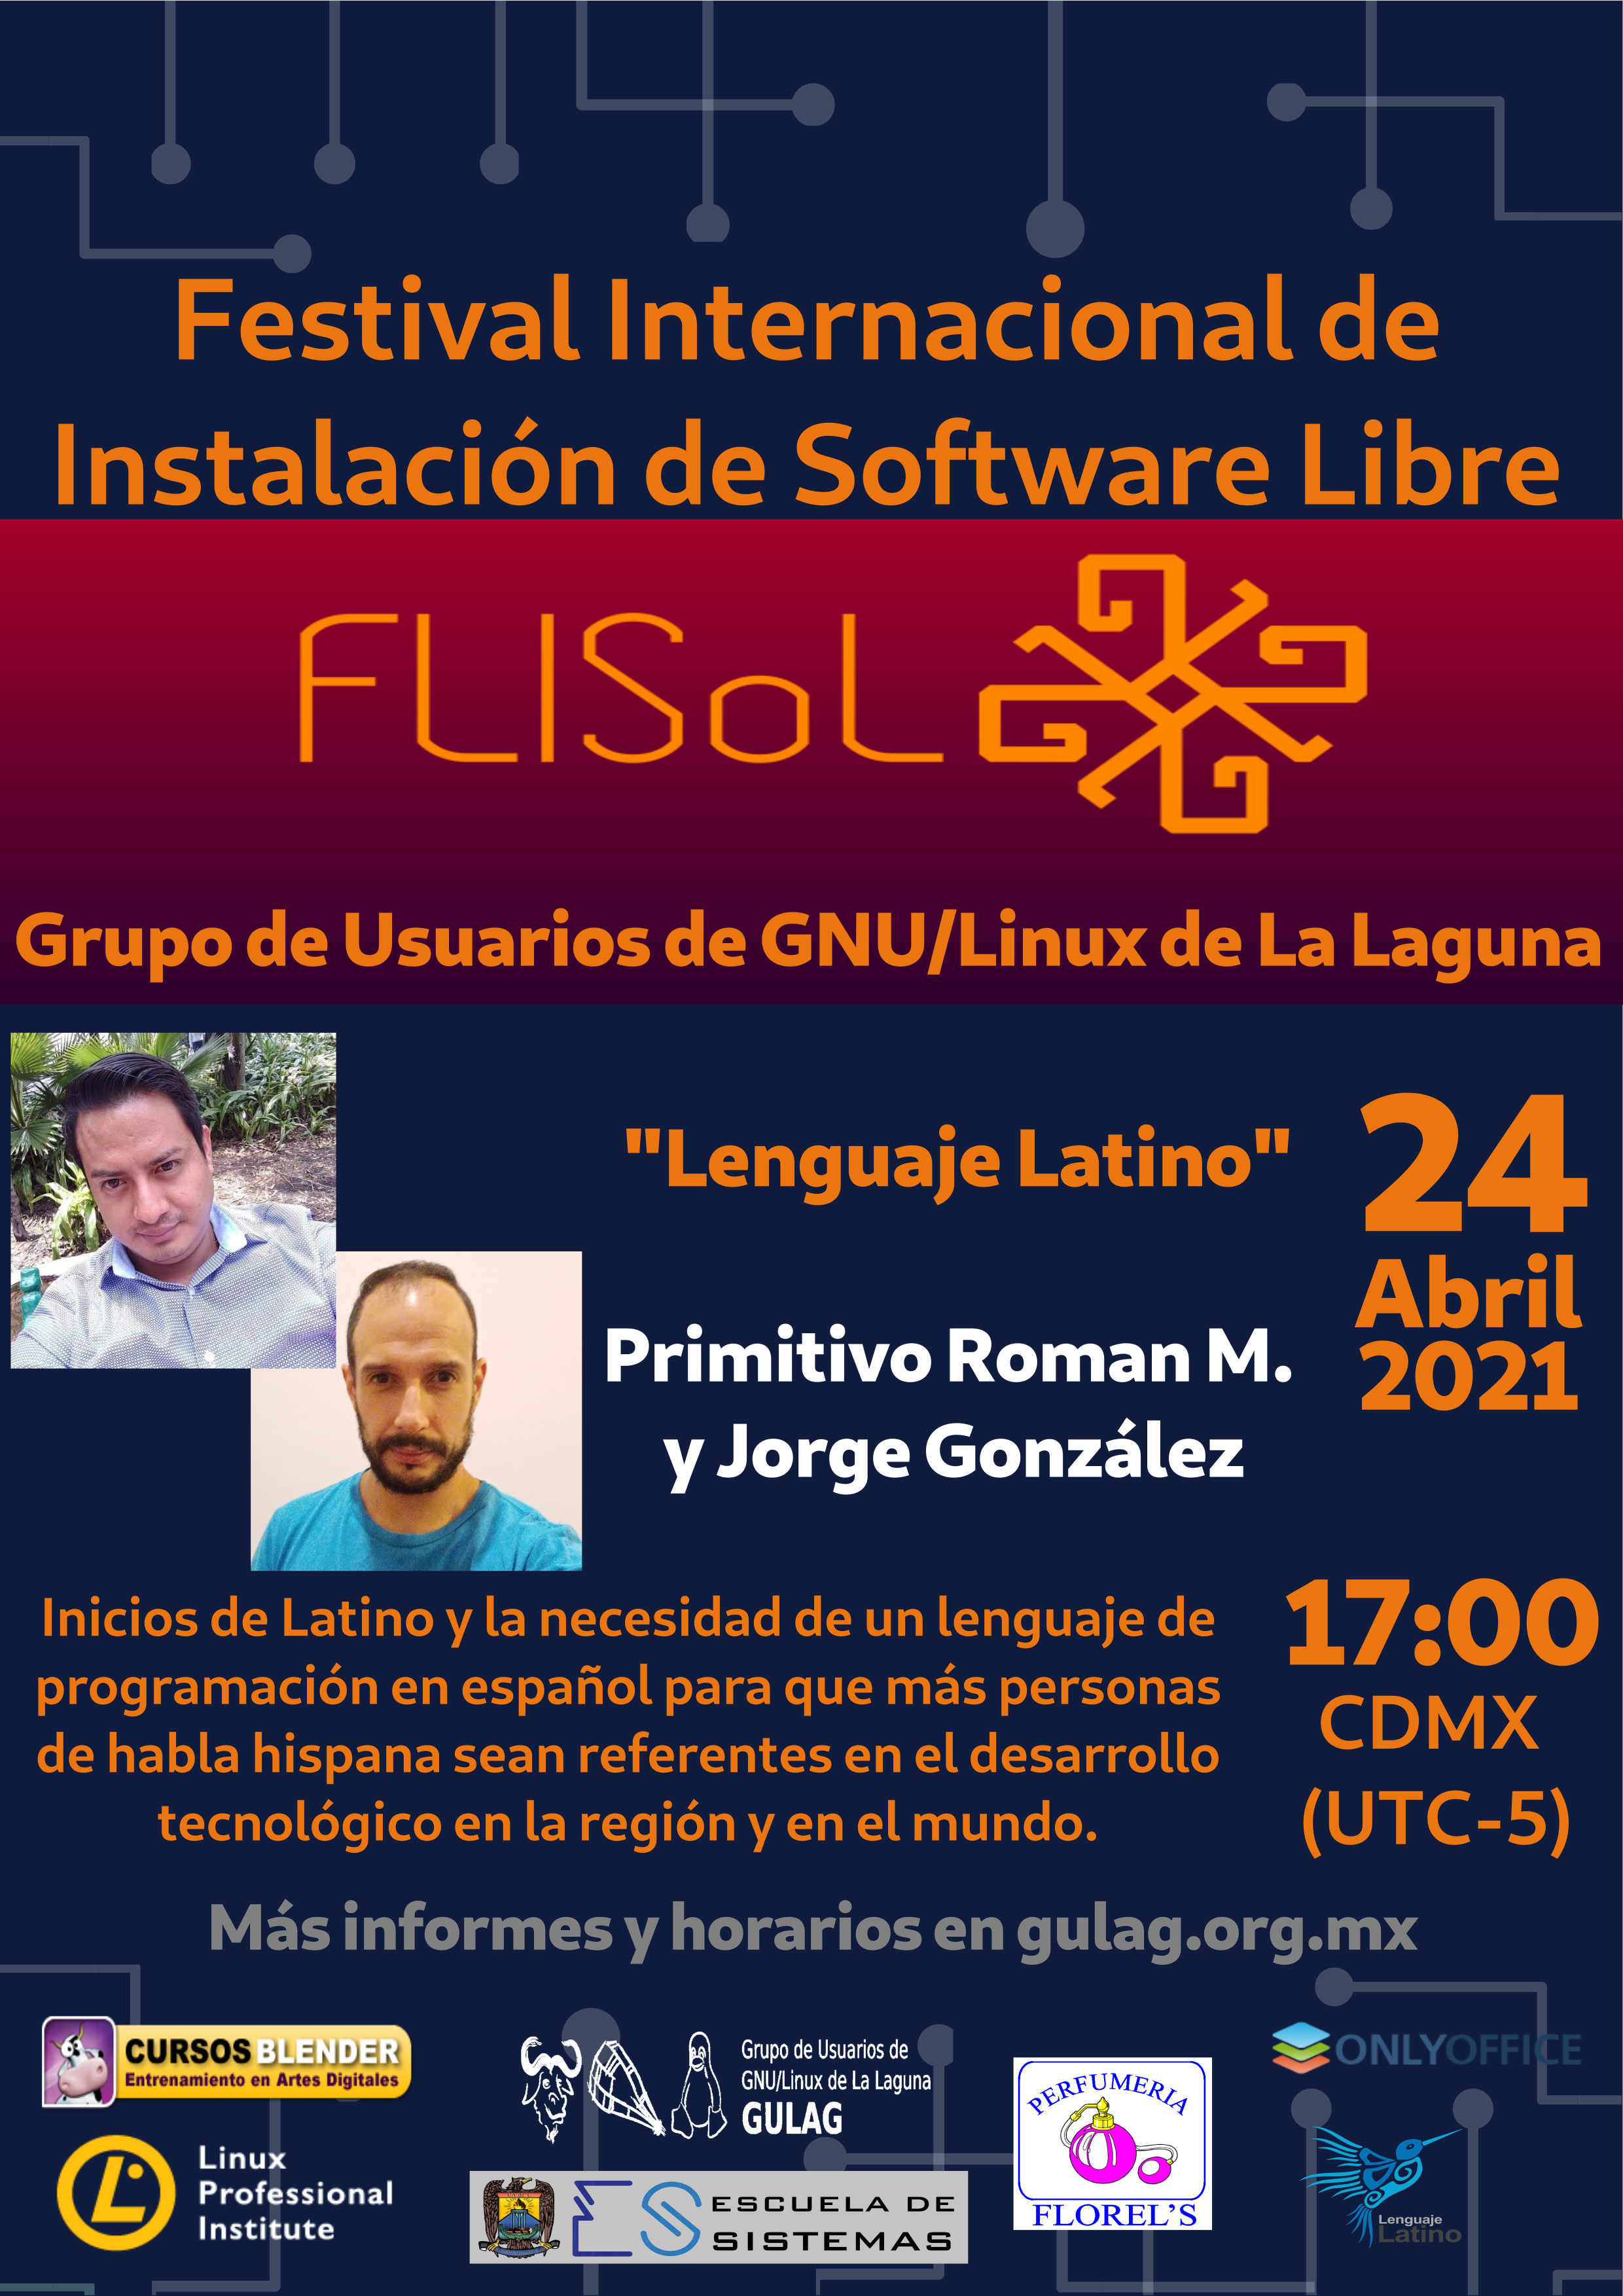 Festival Internacional de
Instalación de Software Libre
FLISoL
Grupo de Usuarios de GNU/Linux de La Laguna
"Lenguaje Latino"
24
Abril
2021
Primitivo Roman M.
y Jorge González
Inicios de Latino y la necesidad de un lenguaje de
programación en español para que más personas
de habla hispana sean referentes en el desarrollo
tecnológico en la región y en el mundo.
17:00
CDMX
(UTC-5)
Más informes y horarios en gulag.org.mx
CURSOS BLENDER
Entrenamiento en Artes Digitales
Grupo de Usuarios de
GNU/Linux de La Laguna
GULAG
PERFUMERIA
FLOREL'S
ONLYOFFICE
Linux
Professional
Institute
ES ESCUELA DE
SISTEMAS
Lenguaje
Latino